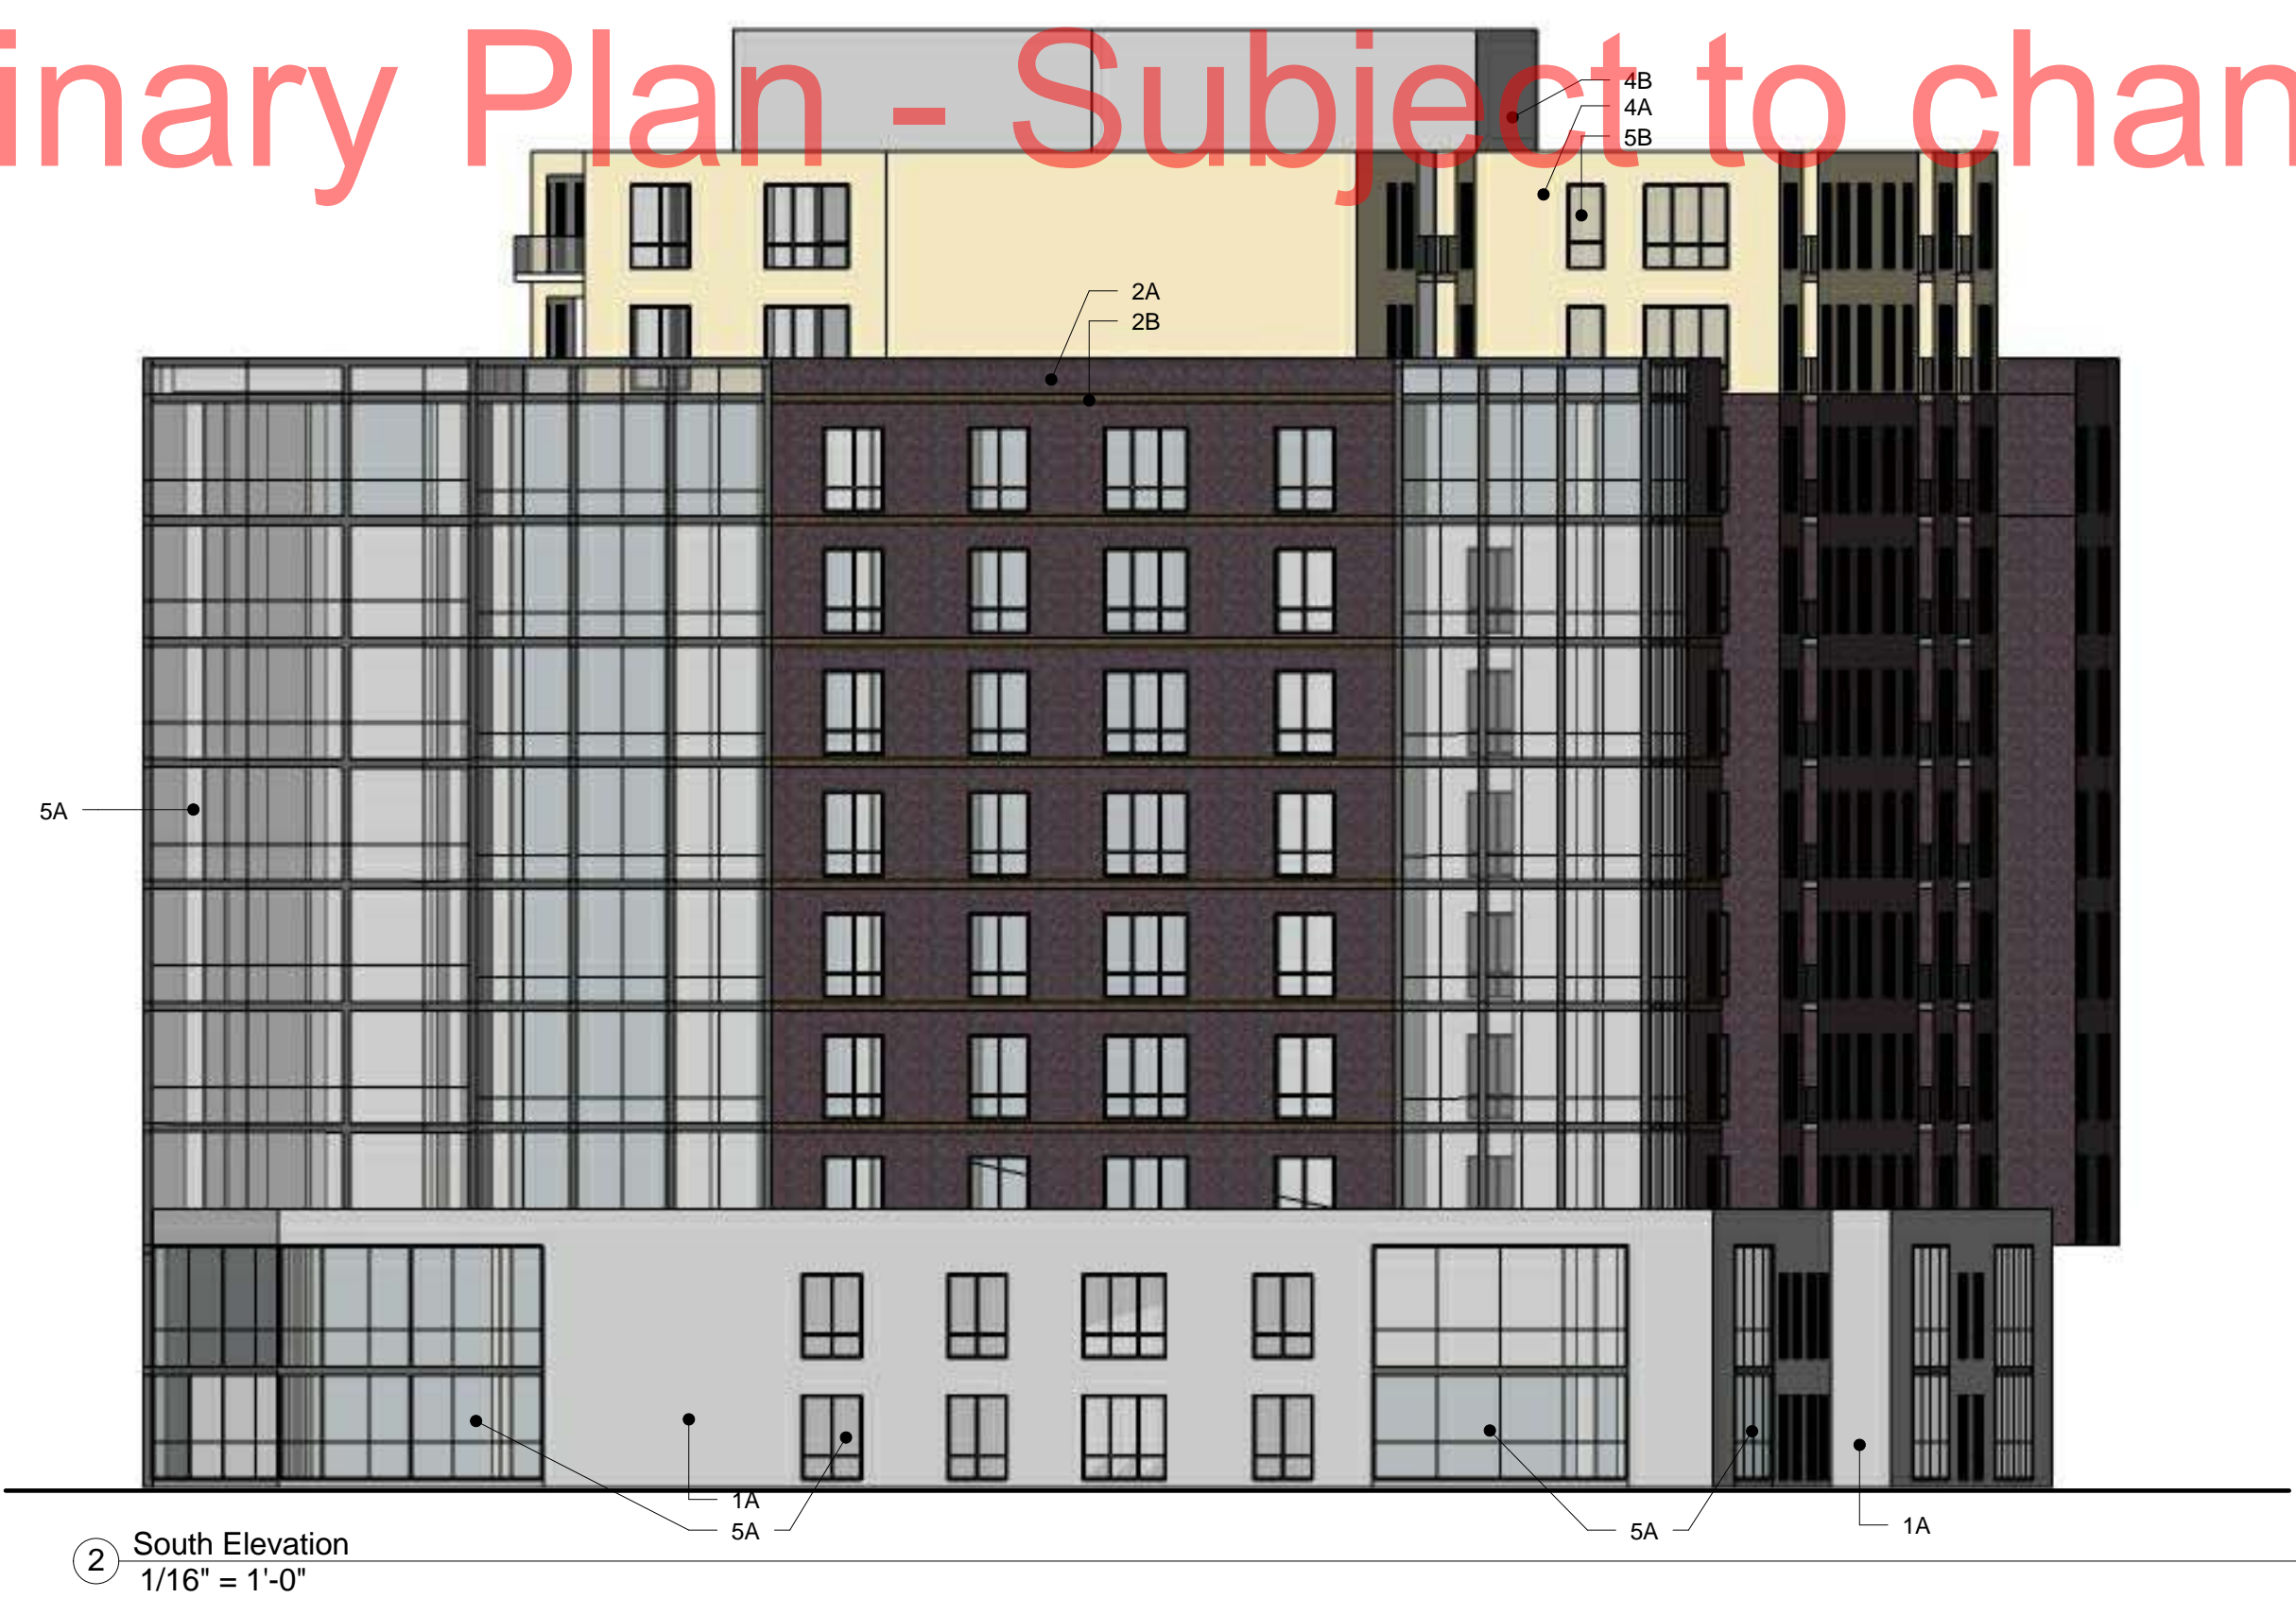 inary Plan - Subject to chan
4B
4A
5B
2A
2B
5A
1A
5A
5A
1A
2
South Elevation
1/16" = 1'-0"